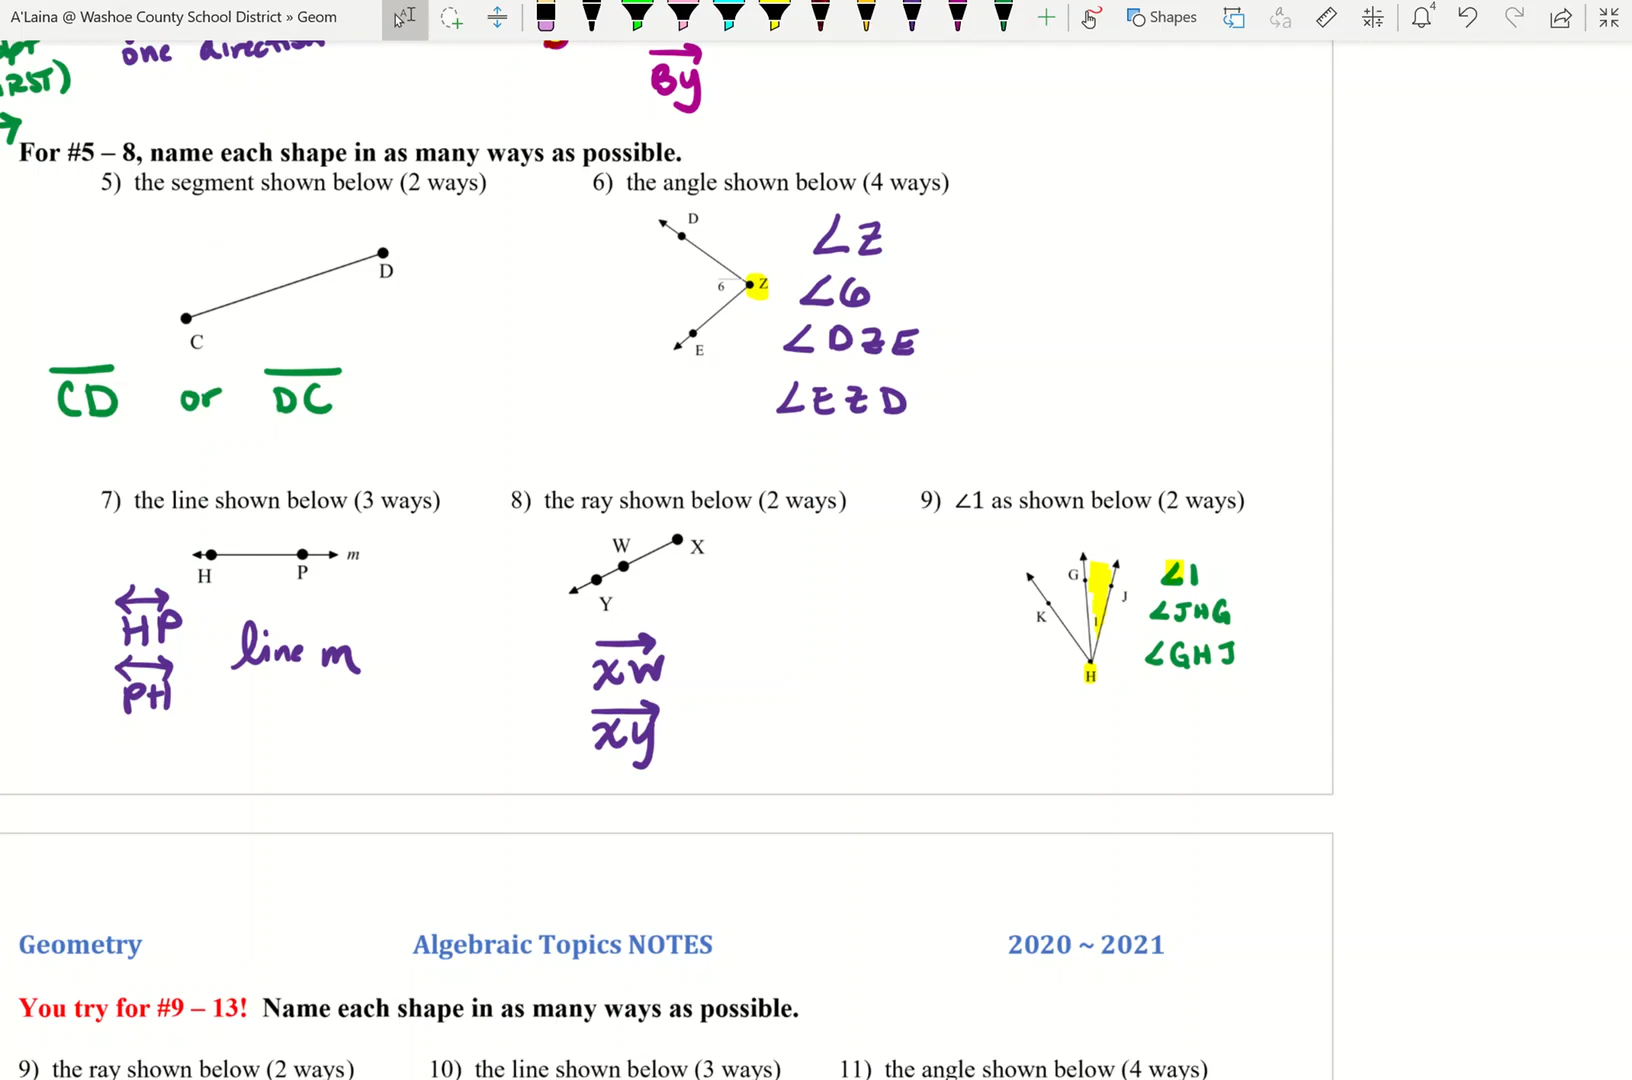 A'Laina @ Washoe County School District » Geom
Shapes
4
one direction
RST)
By
For #5 – 8, name each shape in as many ways as possible.
5) the segment shown below (2 ways)
6) the angle shown below (4 ways)
D
C
CD or DC
D
6
Z
E
∠Z
∠6
∠DZE
∠EZD
7) the line shown below (3 ways)
8) the ray shown below (2 ways)
9) ∠1 as shown below (2 ways)
H
P
m
HP
PH
line m
W
X
Y
XW
XY
G
J
K
1
H
∠1
∠JHG
∠GHJ
Geometry
Algebraic Topics NOTES
2020 ~ 2021
You try for #9 – 13! Name each shape in as many ways as possible.
9) the ray shown below (2 ways)
10) the line shown below (3 ways)
11) the angle shown below (4 ways)